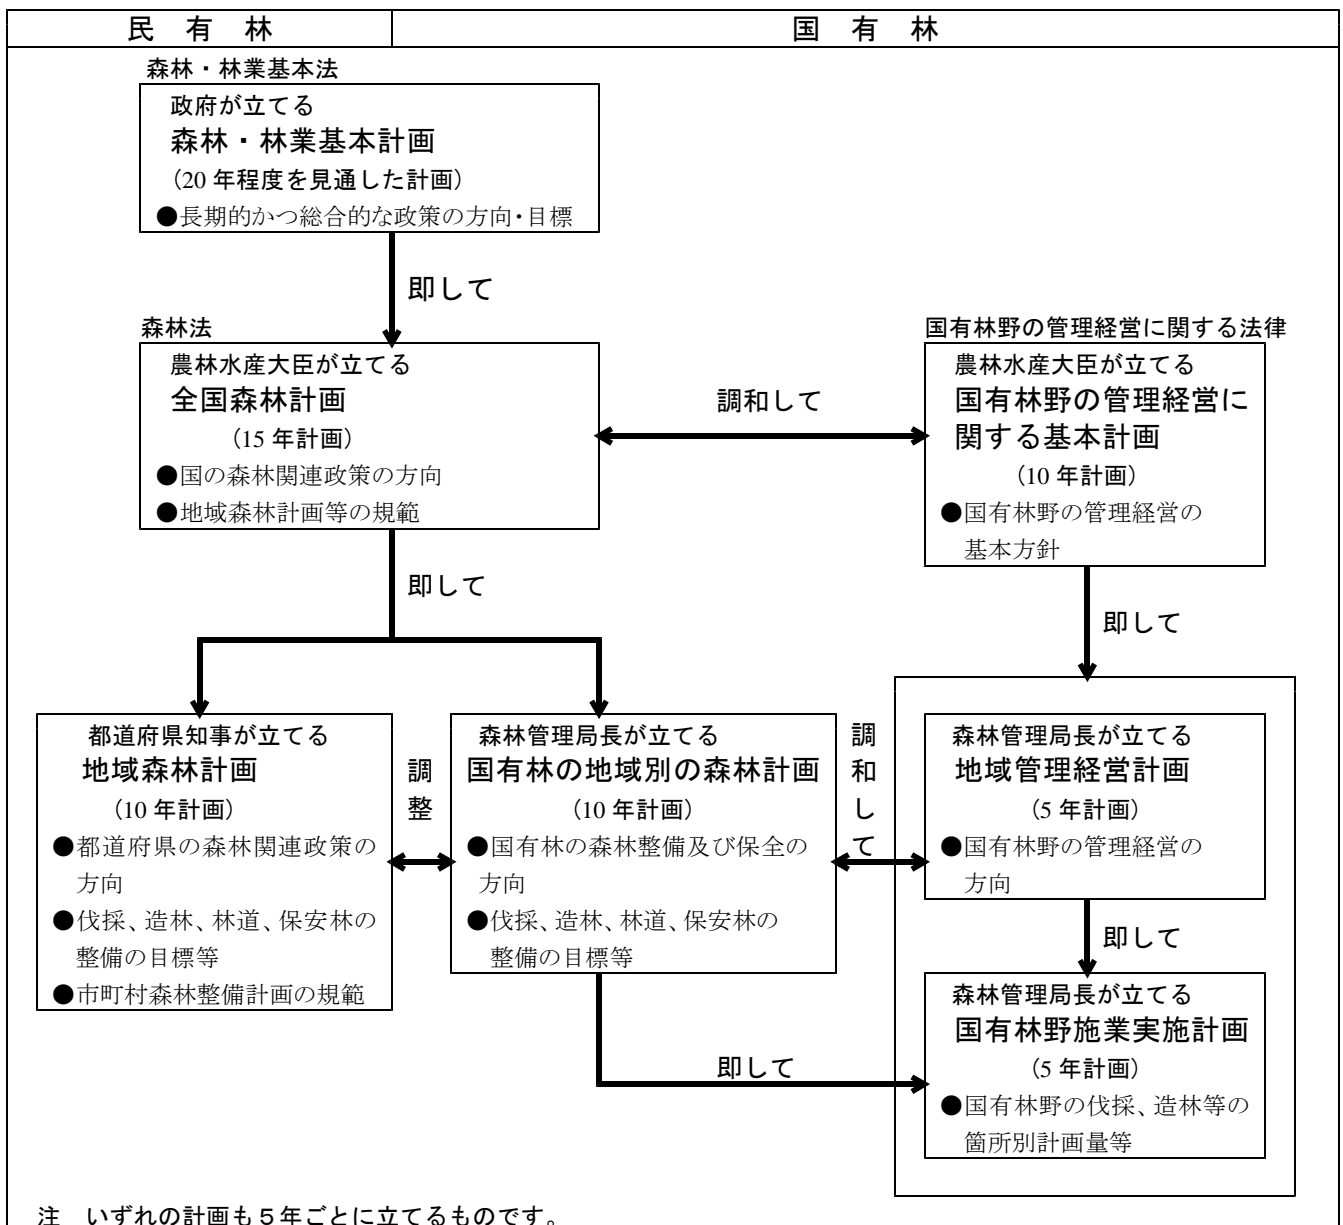 民 有 林
国 有 林
森林・林業基本法
政府が立てる
森林・林業基本計画
(20 年程度を見通した計画)
●長期的かつ総合的な政策の方向・目標
即して
森林法
農林水産大臣が立てる
全国森林計画
(15 年計画)
●国の森林関連政策の方向
●地域森林計画等の規範
調和して
国有林野の管理経営に関する法律
農林水産大臣が立てる
国有林野の管理経営に
関する基本計画
(10 年計画)
●国有林野の管理経営の
基本方針
即して
即して
都道府県知事が立てる
地域森林計画
(10 年計画)
●都道府県の森林関連政策の
方向
●伐採、造林、林道、保安林の
整備の目標等
●市町村森林整備計画の規範
調整
森林管理局長が立てる
国有林の地域別の森林計画
(10 年計画)
●国有林の森林整備及び保全の
方向
●伐採、造林、林道、保安林の
整備の目標等
調和して
森林管理局長が立てる
地域管理経営計画
(5 年計画)
●国有林野の管理経営の
方向
即して
即して
森林管理局長が立てる
国有林野施業実施計画
(5 年計画)
●国有林野の伐採、造林等の
箇所別計画量等
注 いずれの計画も5年ごとに立てるものです。